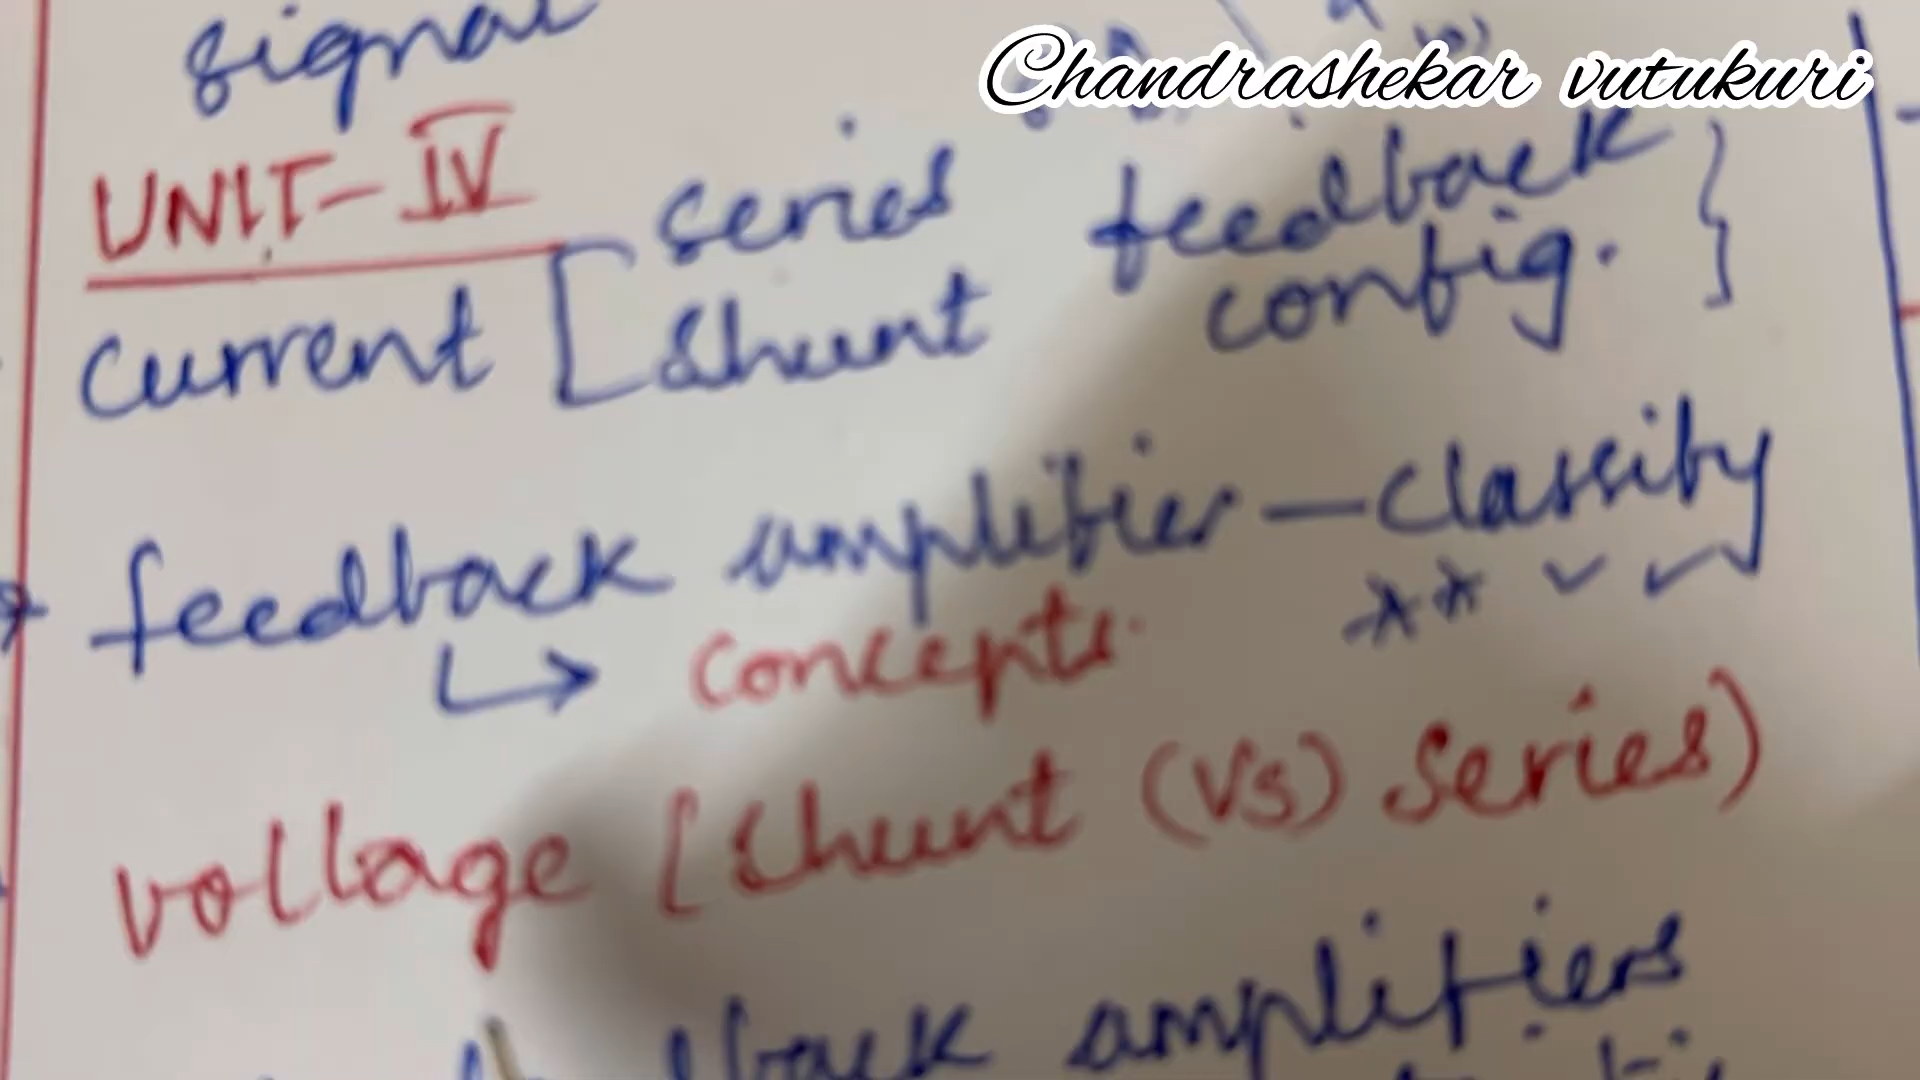 signal
Chandrashekar vutukuri
UNIT-IV
current [ series feedback }
shunt config.
feedback amplifier - classify
↳ concepts. ** ✓✓
voltage [shunt (vs) series)
amplifiers